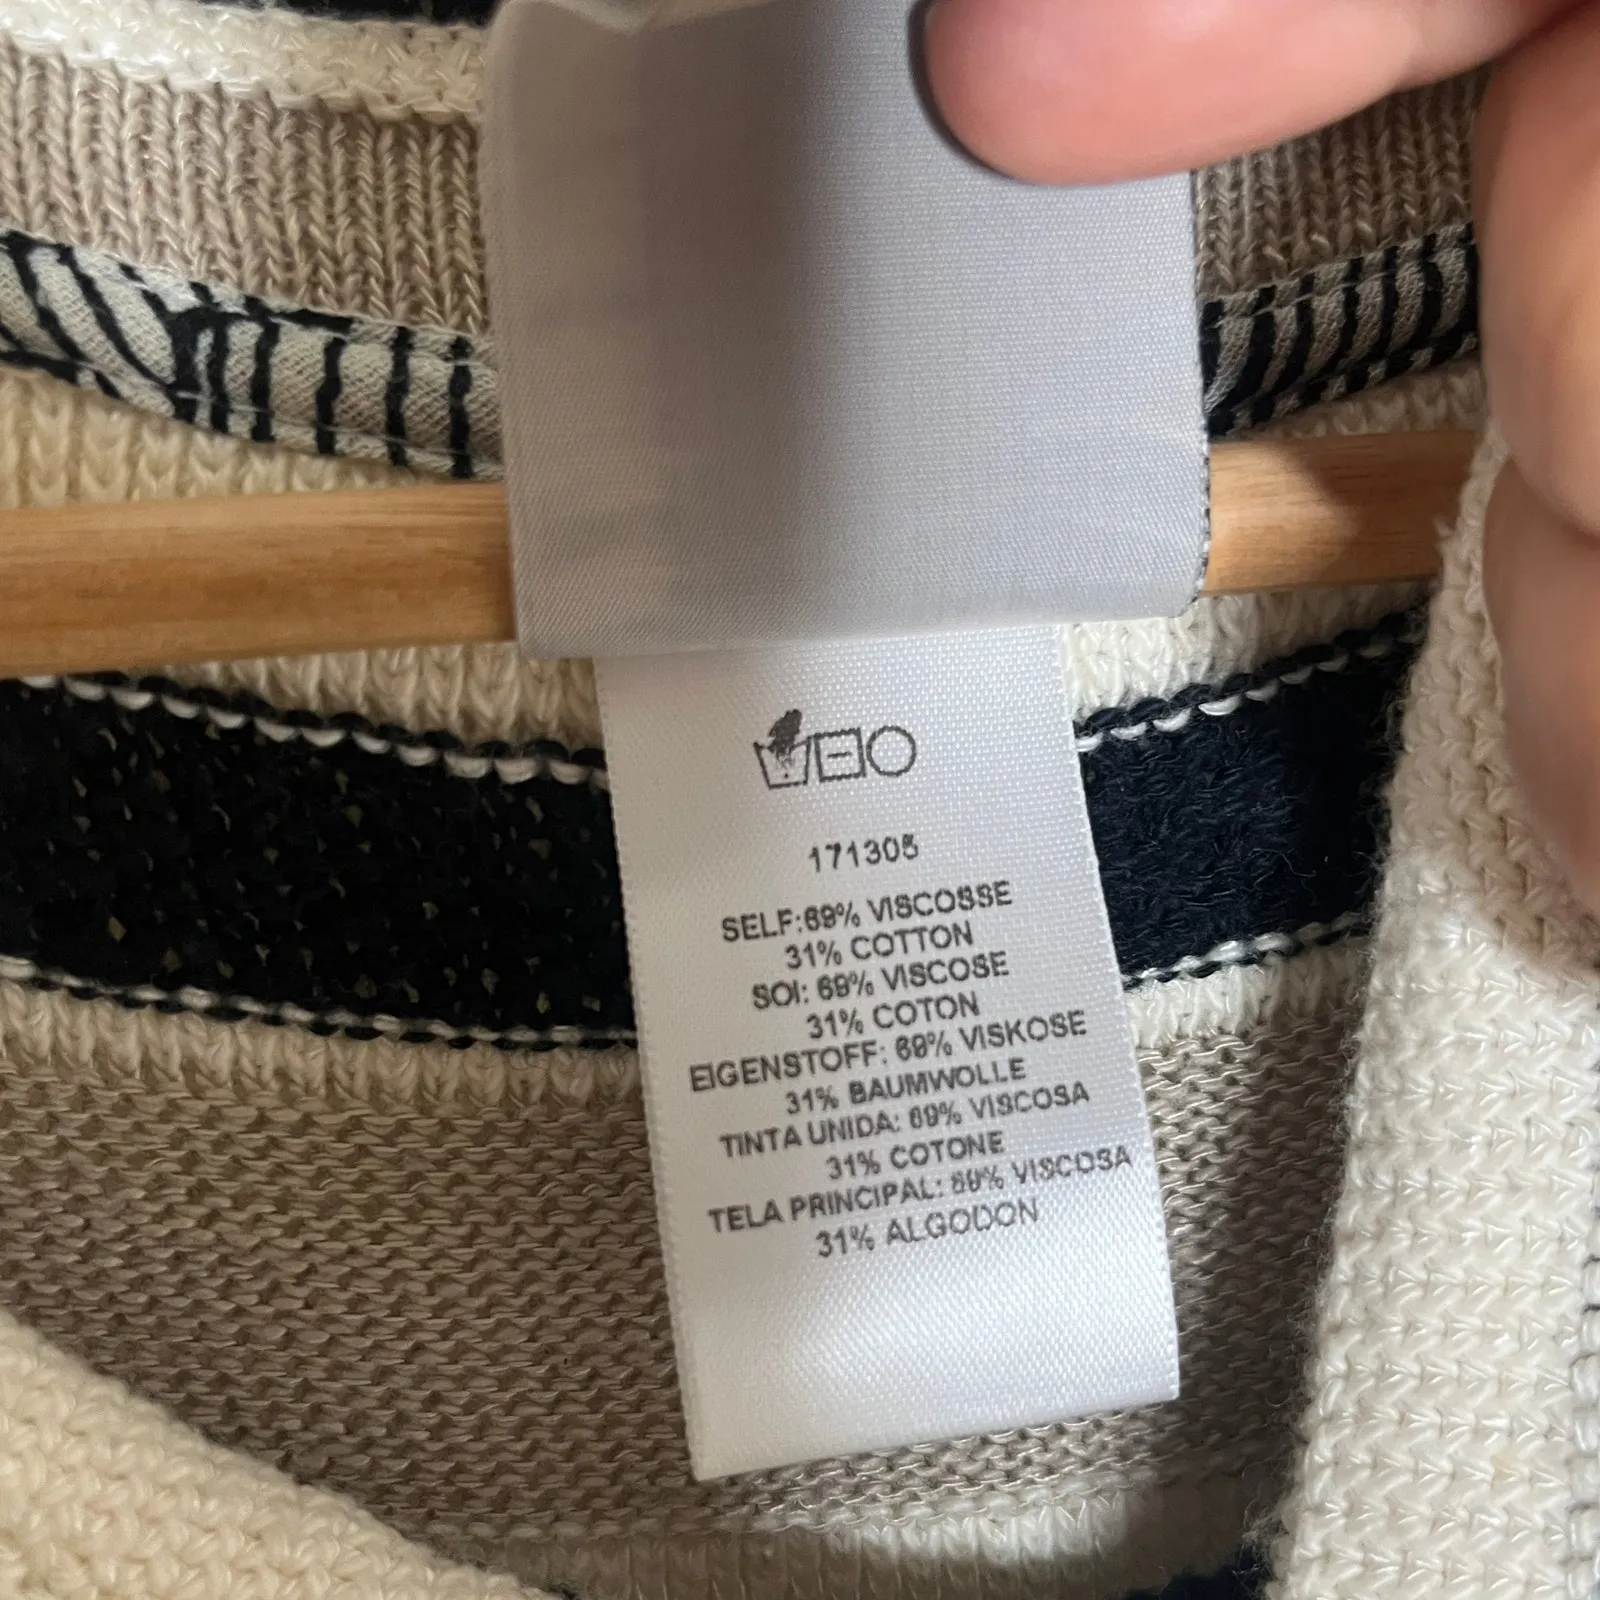 171305
SELF:69% VISCOSSE
31% COTTON
SOI: 69% VISCOSE
31% COTON
EIGENSTOFF: 69% VISKOSE
31% BAUMWOLLE
TINTA UNIDA: 69% VISCOSA
31% COTONE
TELA PRINCIPAL: 69% VISCOSA
31% ALGODON